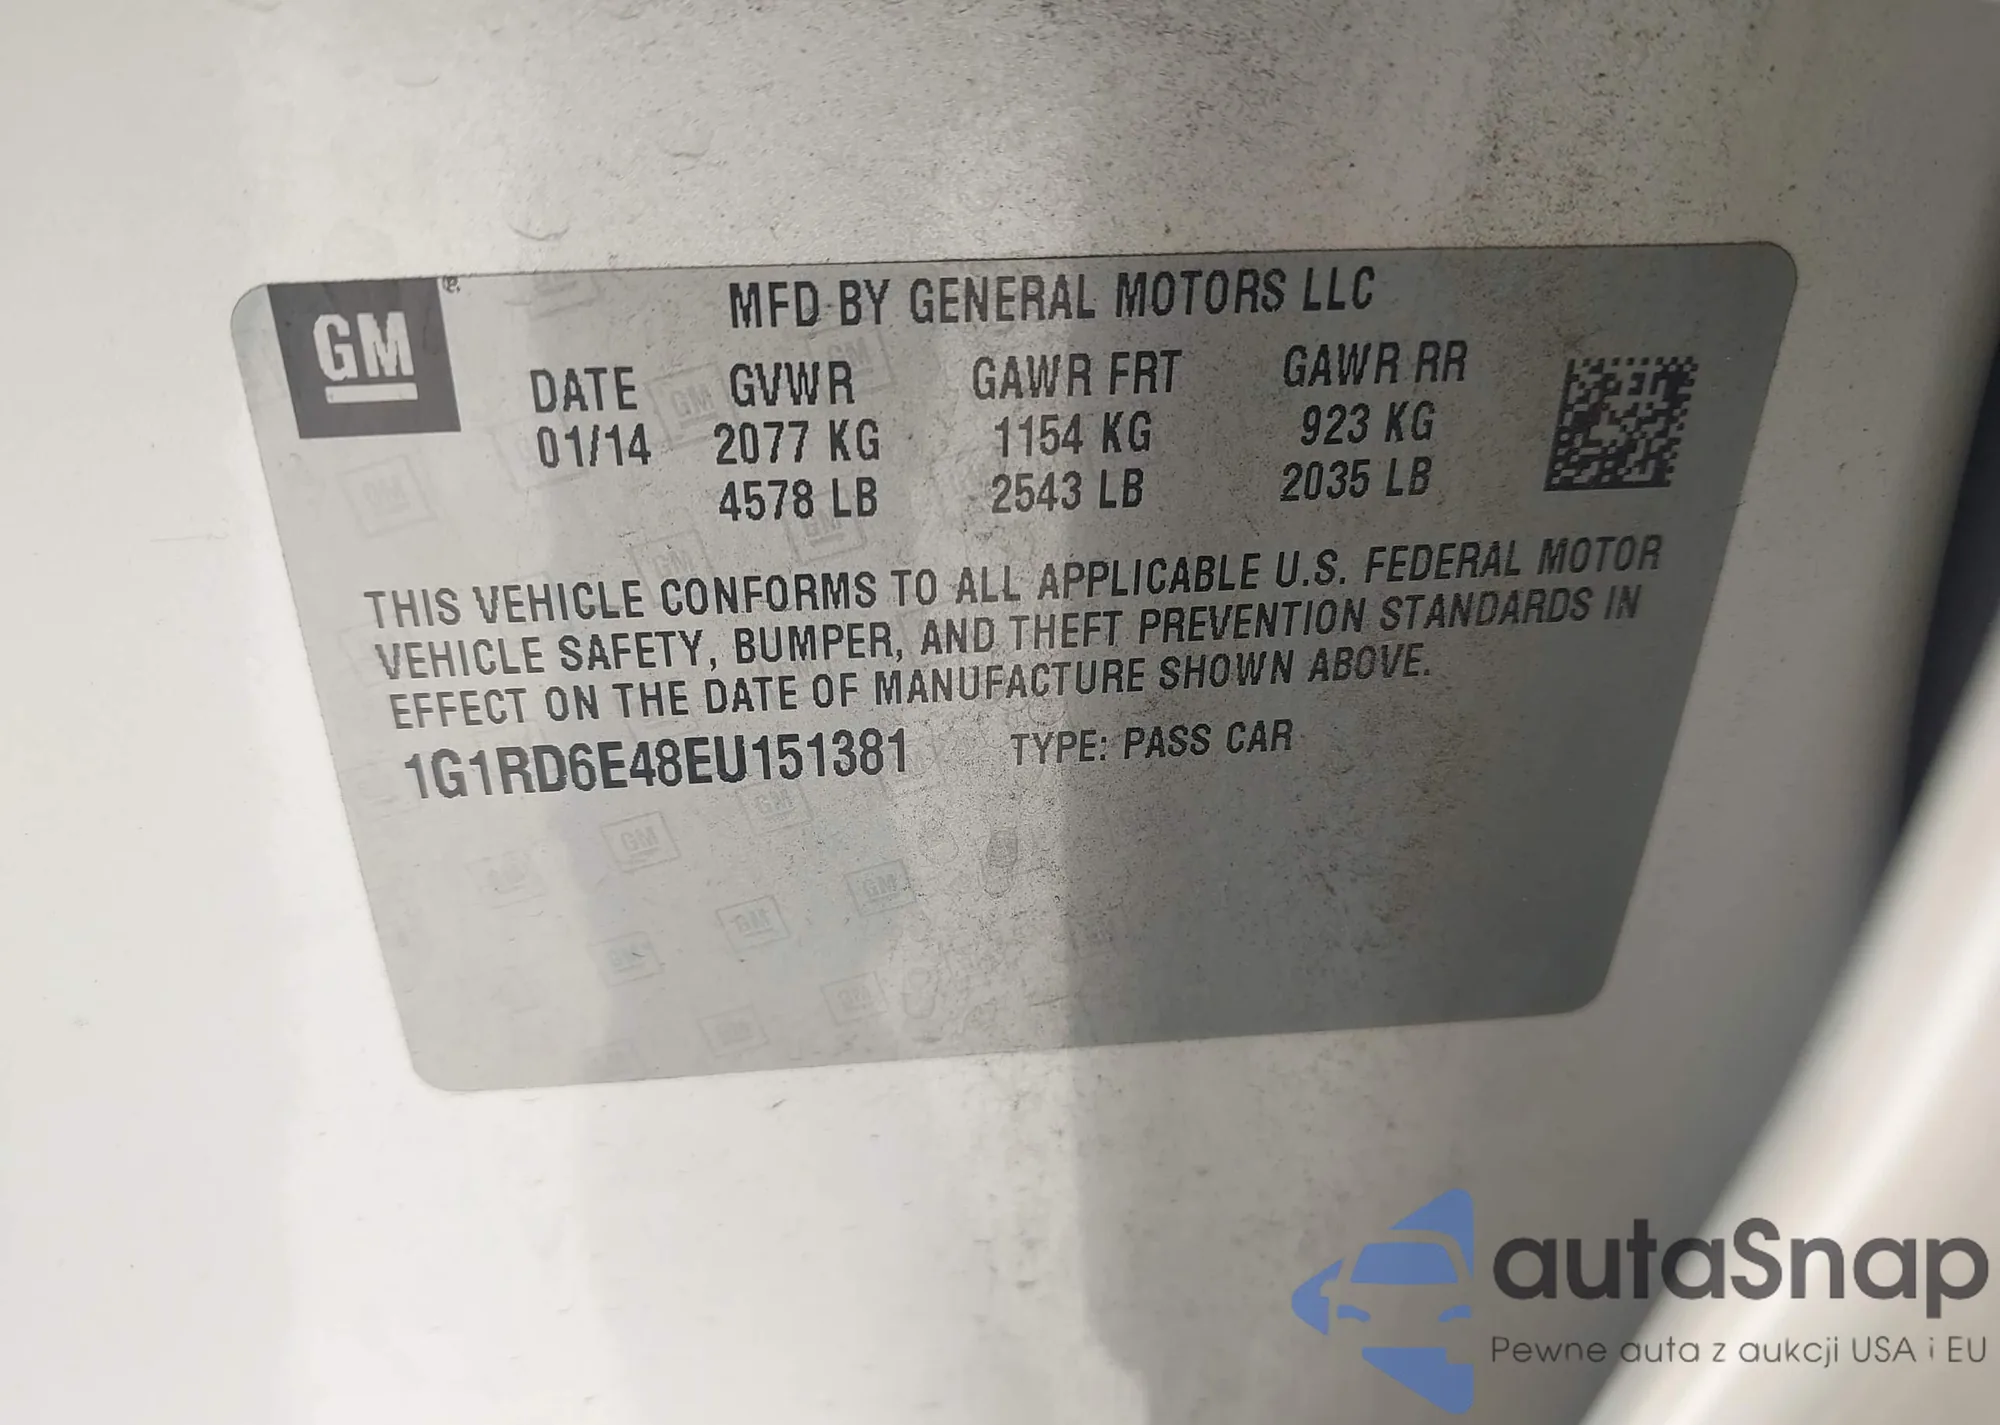 GM
MFD BY GENERAL MOTORS LLC
DATE GVWR GAWR FRT GAWR RR
01/14 2077 KG 1154 KG 923 KG
4578 LB 2543 LB 2035 LB
THIS VEHICLE CONFORMS TO ALL APPLICABLE U.S. FEDERAL MOTOR
VEHICLE SAFETY, BUMPER, AND THEFT PREVENTION STANDARDS IN
EFFECT ON THE DATE OF MANUFACTURE SHOWN ABOVE.
1G1RD6E48EU151381 TYPE: PASS CAR
autaSnap
Pewne auta z aukcji USA i EU